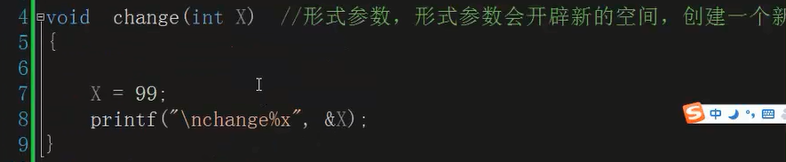 4 void change(int X) //形式参数，形式参数会开辟新的空间，创建一个
5 {
6
7 X = 99;
8 printf("\nchange%x", &X);
9 }
中